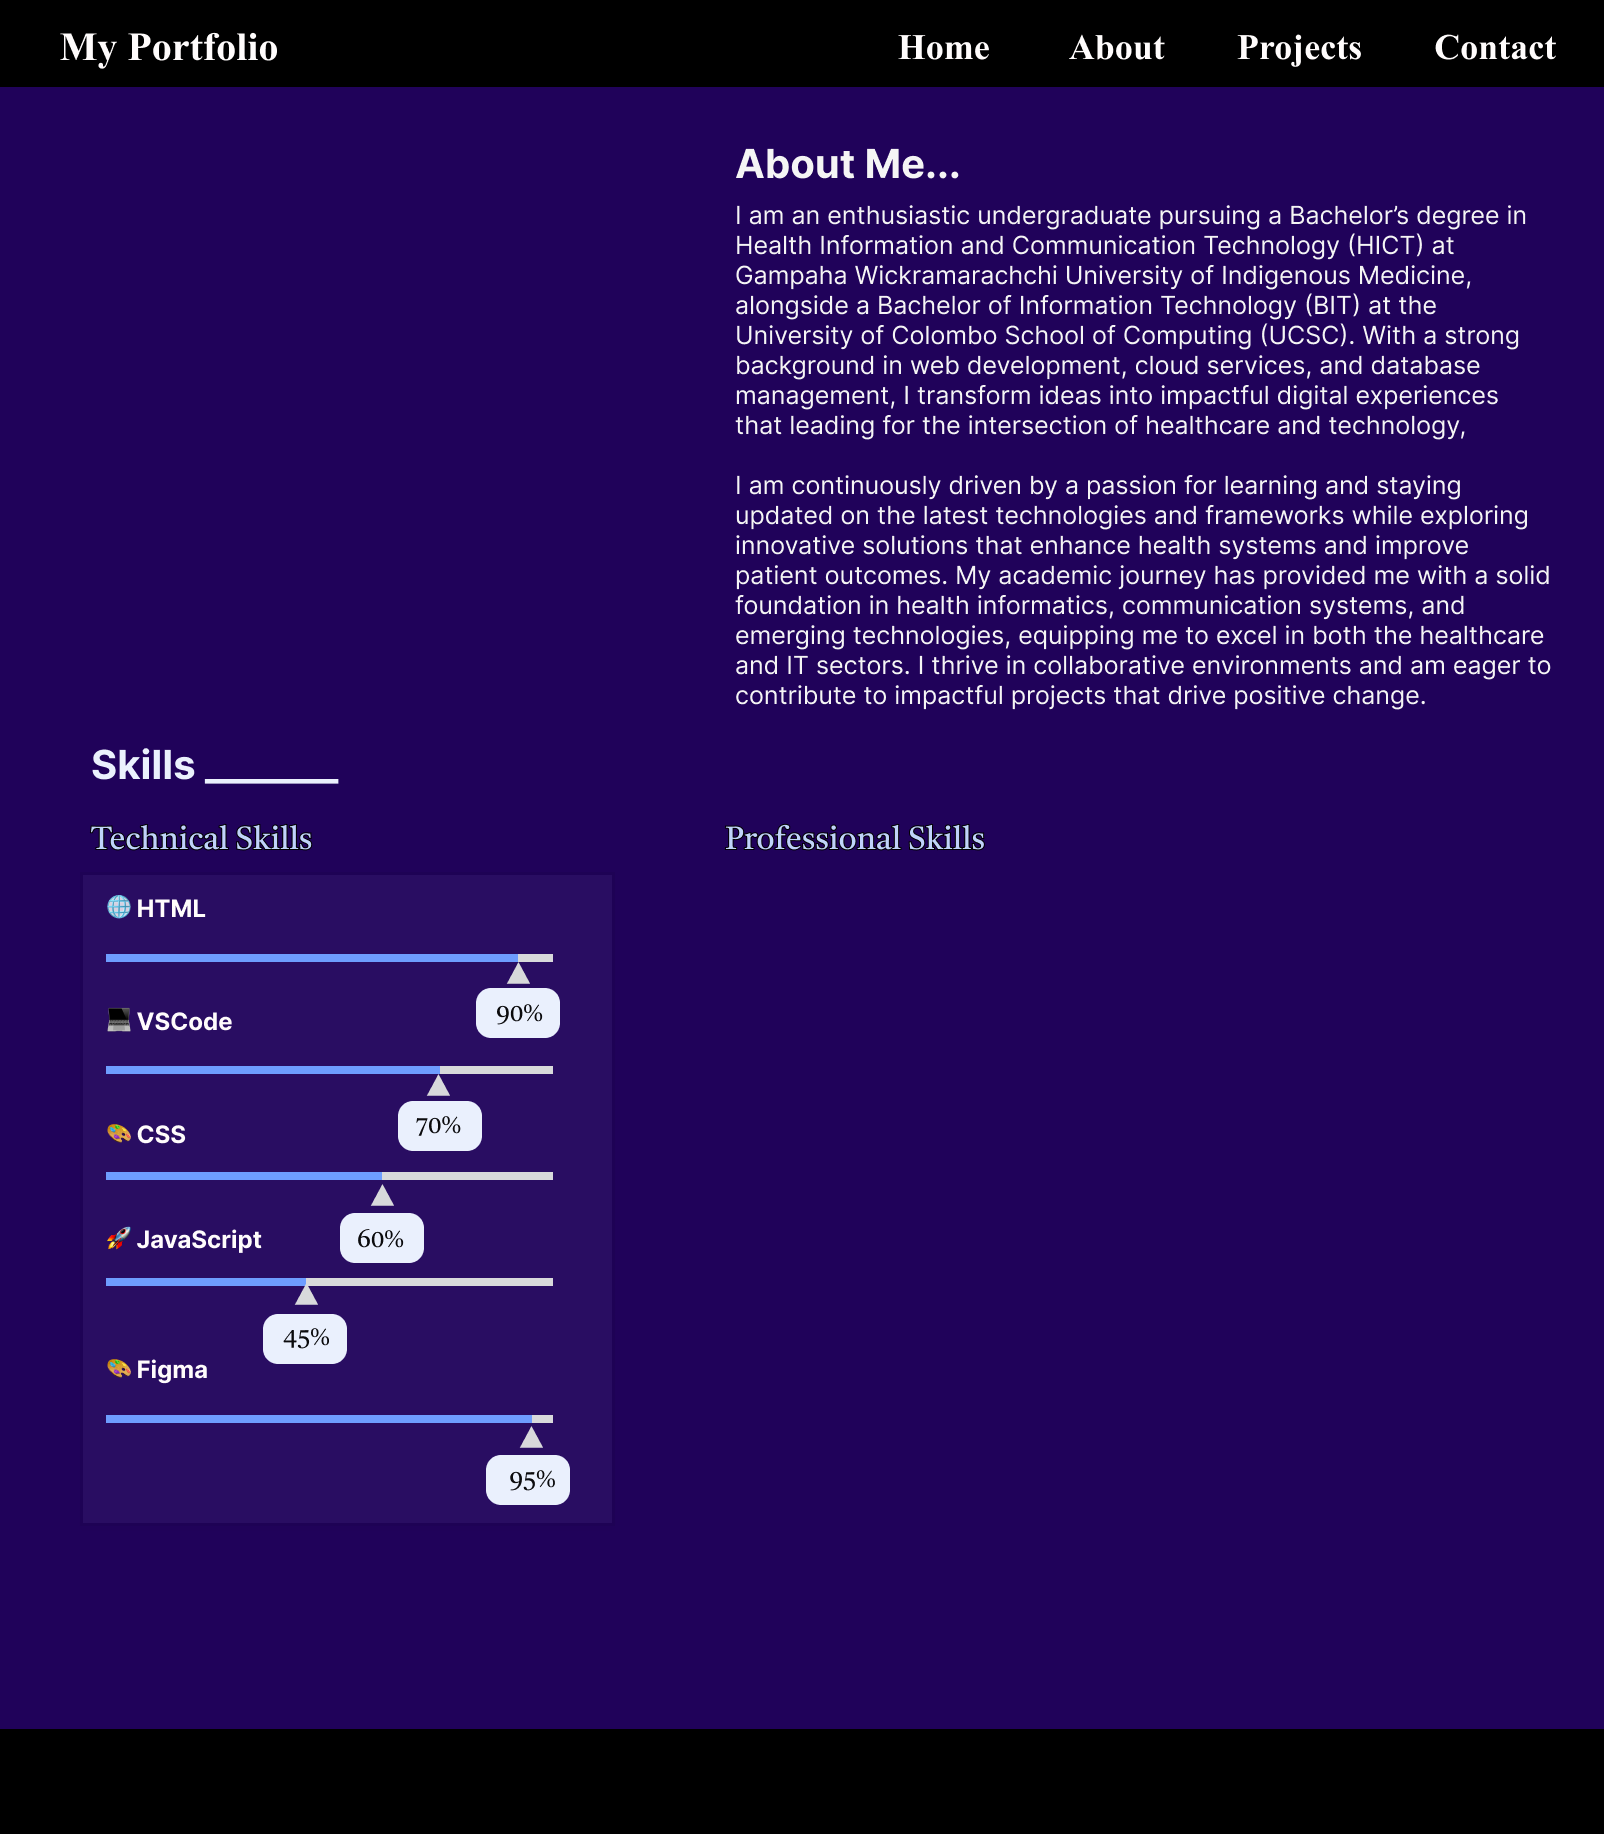 My Portfolio Home About Projects Contact
About Me...
I am an enthusiastic undergraduate pursuing a Bachelor’s degree in
Health Information and Communication Technology (HICT) at
Gampaha Wickramarachchi University of Indigenous Medicine,
alongside a Bachelor of Information Technology (BIT) at the
University of Colombo School of Computing (UCSC). With a strong
background in web development, cloud services, and database
management, I transform ideas into impactful digital experiences
that leading for the intersection of healthcare and technology,
I am continuously driven by a passion for learning and staying
updated on the latest technologies and frameworks while exploring
innovative solutions that enhance health systems and improve
patient outcomes. My academic journey has provided me with a solid
foundation in health informatics, communication systems, and
emerging technologies, equipping me to excel in both the healthcare
and IT sectors. I thrive in collaborative environments and am eager to
contribute to impactful projects that drive positive change.
Skills ______
Technical Skills
Professional Skills
🌐 HTML
90%
💻 VSCode
70%
🎨 CSS
60%
🚀 JavaScript
45%
🎨 Figma
95%